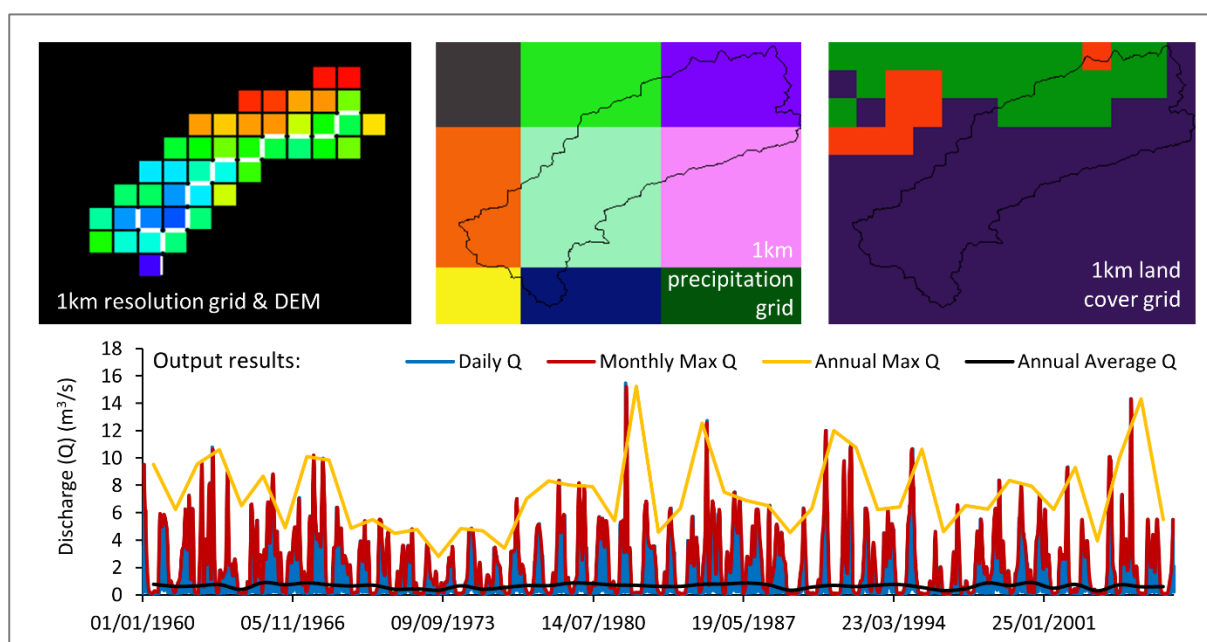 1km resolution grid & DEM
1km
precipitation
grid
1km land
cover grid
Output results:
Daily Q
Monthly Max Q
Annual Max Q
Annual Average Q
Discharge (Q) (m³/s)
18
16
14
12
10
8
6
4
2
0
01/01/1960
05/11/1966
09/09/1973
14/07/1980
19/05/1987
23/03/1994
25/01/2001